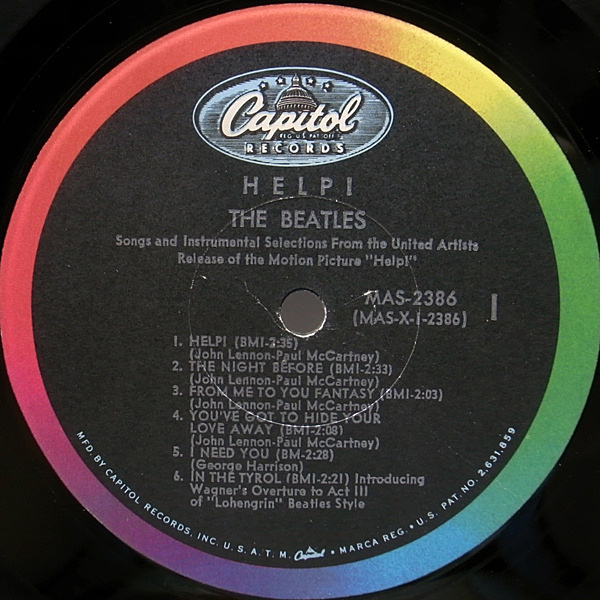 Capitol
REG. U.S. PAT. OFF.
RECORDS
HELP!
THE BEATLES
Songs and Instrumental Selections From the United Artists
Release of the Motion Picture "Help!"
MAS-2386
(MAS-X-1-2386)
1
1. HELP! (BMI-2:35)
(John Lennon-Paul McCartney)
2. THE NIGHT BEFORE (BMI-2:33)
(John Lennon-Paul McCartney)
3. FROM ME TO YOU FANTASY (BMI-2:03)
(John Lennon-Paul McCartney)
4. YOU'VE GOT TO HIDE YOUR
LOVE AWAY (BMI-2:08)
(John Lennon-Paul McCartney)
5. I NEED YOU (BM-2:28)
(George Harrison)
6. IN THE TYROL (BMI-2:21) Introducing
Wagner's Overture to Act III
of "Lohengrin" Beatles Style
MFD. BY CAPITOL RECORDS, INC. U.S.A. T.M. Capitol • MARCA REG. • U.S. PAT. NO. 2,631,859